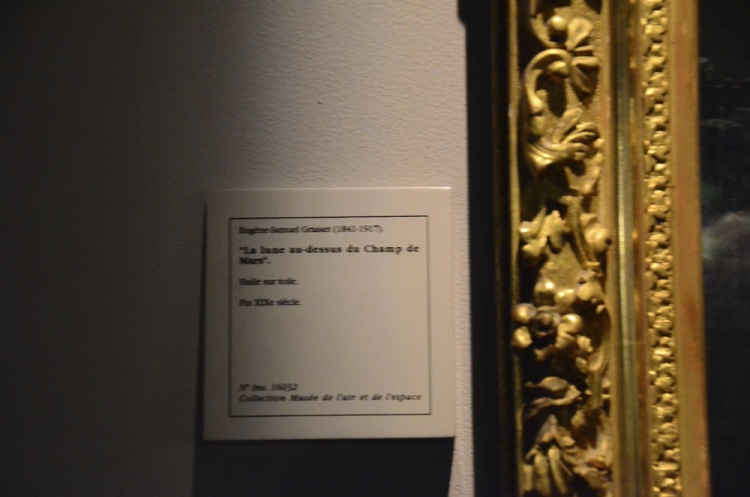 Eugène-Samuel Grasset (1841-1917).
"La lune au-dessus du Champ de
Mars".
Huile sur toile.
Fin XIXe siècle.
N° Inv. 16032
Collection Musée de l'air et de l'espace